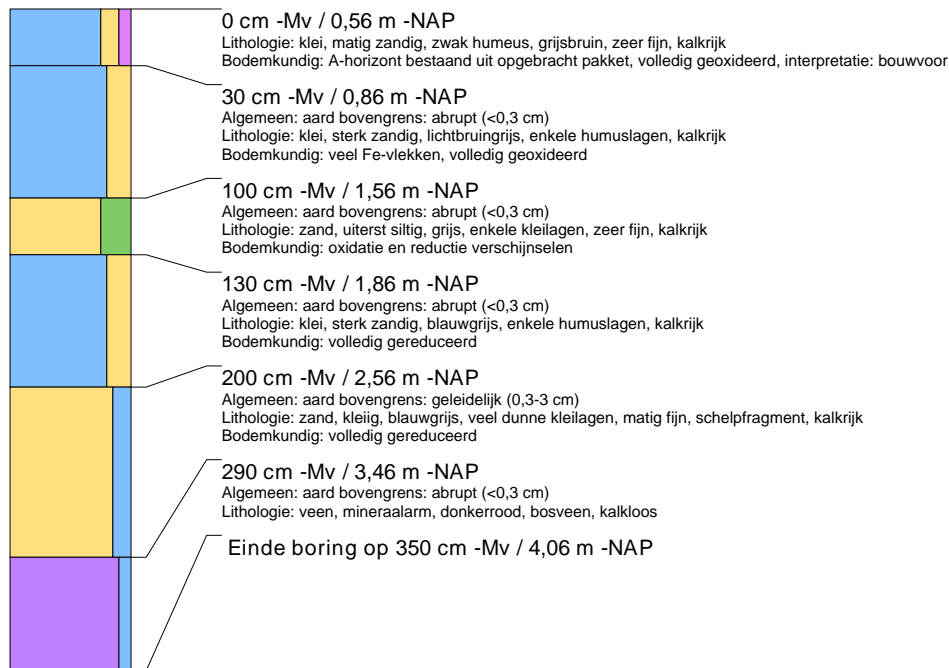 0 cm -Mv / 0,56 m -NAP
Lithologie: klei, matig zandig, zwak humeus, grijsbruin, zeer fijn, kalkrijk
Bodemkundig: A-horizont bestaand uit opgebracht pakket, volledig geoxideerd, interpretatie: bouwvoor
30 cm -Mv / 0,86 m -NAP
Algemeen: aard bovengrens: abrupt (<0,3 cm)
Lithologie: klei, sterk zandig, lichtbruingrijs, enkele humuslagen, kalkrijk
Bodemkundig: veel Fe-vlekken, volledig geoxideerd
100 cm -Mv / 1,56 m -NAP
Algemeen: aard bovengrens: abrupt (<0,3 cm)
Lithologie: zand, uiterst siltig, grijs, enkele kleilagen, zeer fijn, kalkrijk
Bodemkundig: oxidatie en reductie verschijnselen
130 cm -Mv / 1,86 m -NAP
Algemeen: aard bovengrens: abrupt (<0,3 cm)
Lithologie: klei, sterk zandig, blauwgrijs, enkele humuslagen, kalkrijk
Bodemkundig: volledig gereduceerd
200 cm -Mv / 2,56 m -NAP
Algemeen: aard bovengrens: geleidelijk (0,3-3 cm)
Lithologie: zand, kleiig, blauwgrijs, veel dunne kleilagen, matig fijn, schelpfragment, kalkrijk
Bodemkundig: volledig gereduceerd
290 cm -Mv / 3,46 m -NAP
Algemeen: aard bovengrens: abrupt (<0,3 cm)
Lithologie: veen, mineraalarm, donkerrood, bosveen, kalkloos
Einde boring op 350 cm -Mv / 4,06 m -NAP